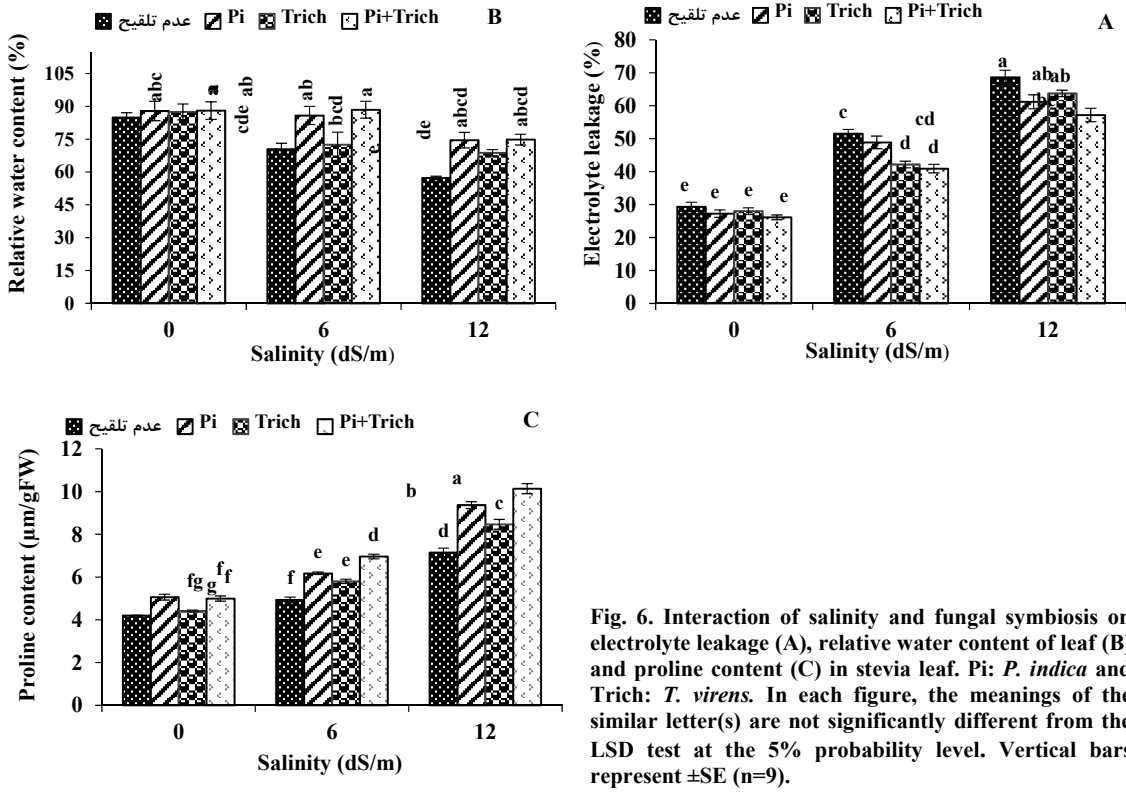 عدم تلقیح Pi Trich Pi+Trich
B
Relative water content (%)
105
90
75
60
45
30
15
0
abc
a
cde
ab
ab
bcd
c
a
de
abcd
abcd
0 6 12
Salinity (dS/m)
عدم تلقیح Pi Trich Pi+Trich
A
Electrolyte leakage (%)
80
70
60
50
40
30
20
10
0
e e e e
c
d
cd
d
a
ab
b
ab
0 6 12
Salinity (dS/m)
عدم تلقیح Pi Trich Pi+Trich
C
Proline content (µm/gFW)
12
10
8
6
4
2
0
fg
g
f
f
f
e
e
d
b
d
a
c
0 6 12
Salinity (dS/m)
Fig. 6. Interaction of salinity and fungal symbiosis on
electrolyte leakage (A), relative water content of leaf (B)
and proline content (C) in stevia leaf. Pi: P. indica and
Trich: T. virens. In each figure, the meanings of the
similar letter(s) are not significantly different from the
LSD test at the 5% probability level. Vertical bars
represent ±SE (n=9).